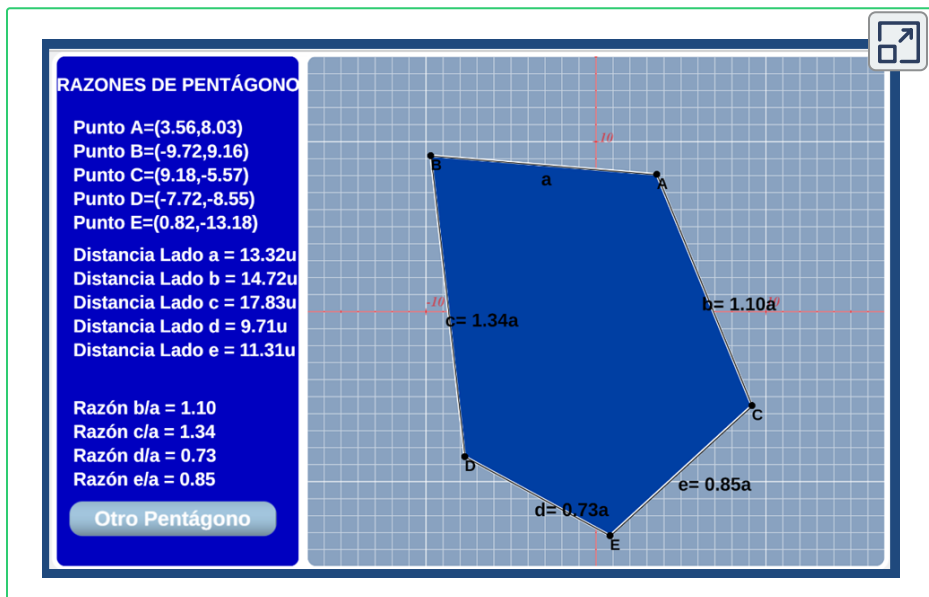 RAZONES DE PENTÁGONO
Punto A=(3.56,8.03)
Punto B=(-9.72,9.16)
Punto C=(9.18,-5.57)
Punto D=(-7.72,-8.55)
Punto E=(0.82,-13.18)
Distancia Lado a = 13.32u
Distancia Lado b = 14.72u
Distancia Lado c = 17.83u
Distancia Lado d = 9.71u
Distancia Lado e = 11.31u
Razón b/a = 1.10
Razón c/a = 1.34
Razón d/a = 0.73
Razón e/a = 0.85
Otro Pentágono
10
B
a
A
-10
b= 1.10a
10
c= 1.34a
C
D
e= 0.85a
d= 0.73a
E